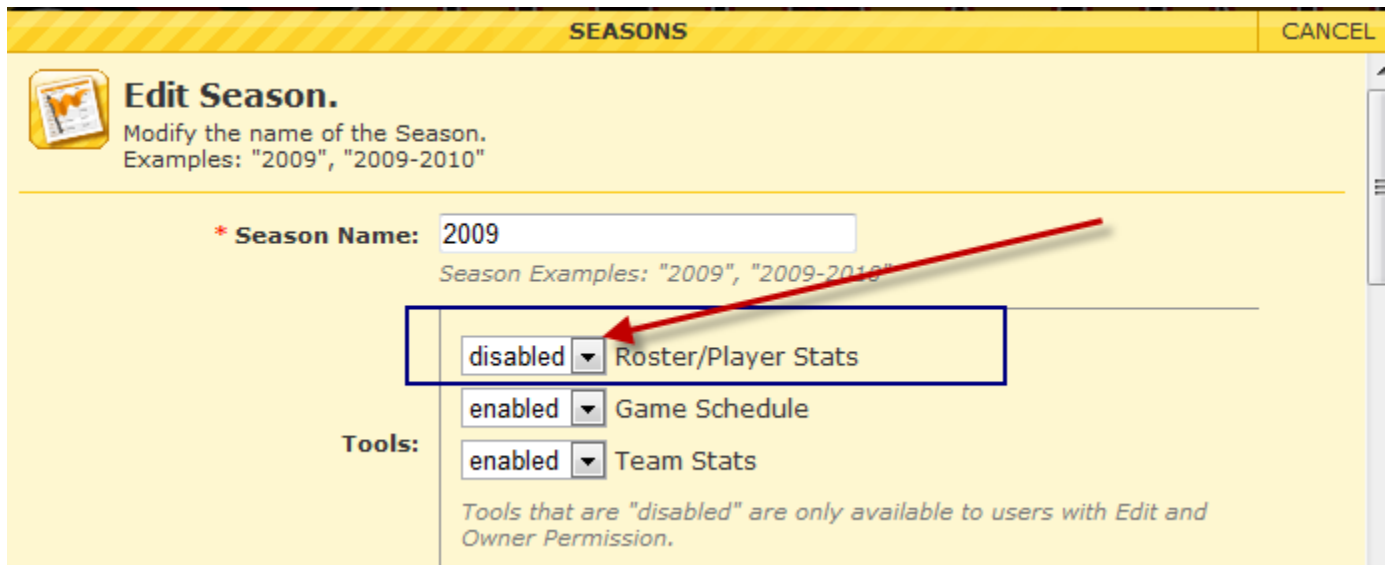 SEASONS
CANCEL
Edit Season.
Modify the name of the Season.
Examples: "2009", "2009-2010"
* Season Name: 2009
Season Examples: "2009", "2009-2010"
disabled Roster/Player Stats
enabled Game Schedule
Tools:
enabled Team Stats
Tools that are "disabled" are only available to users with Edit and
Owner Permission.